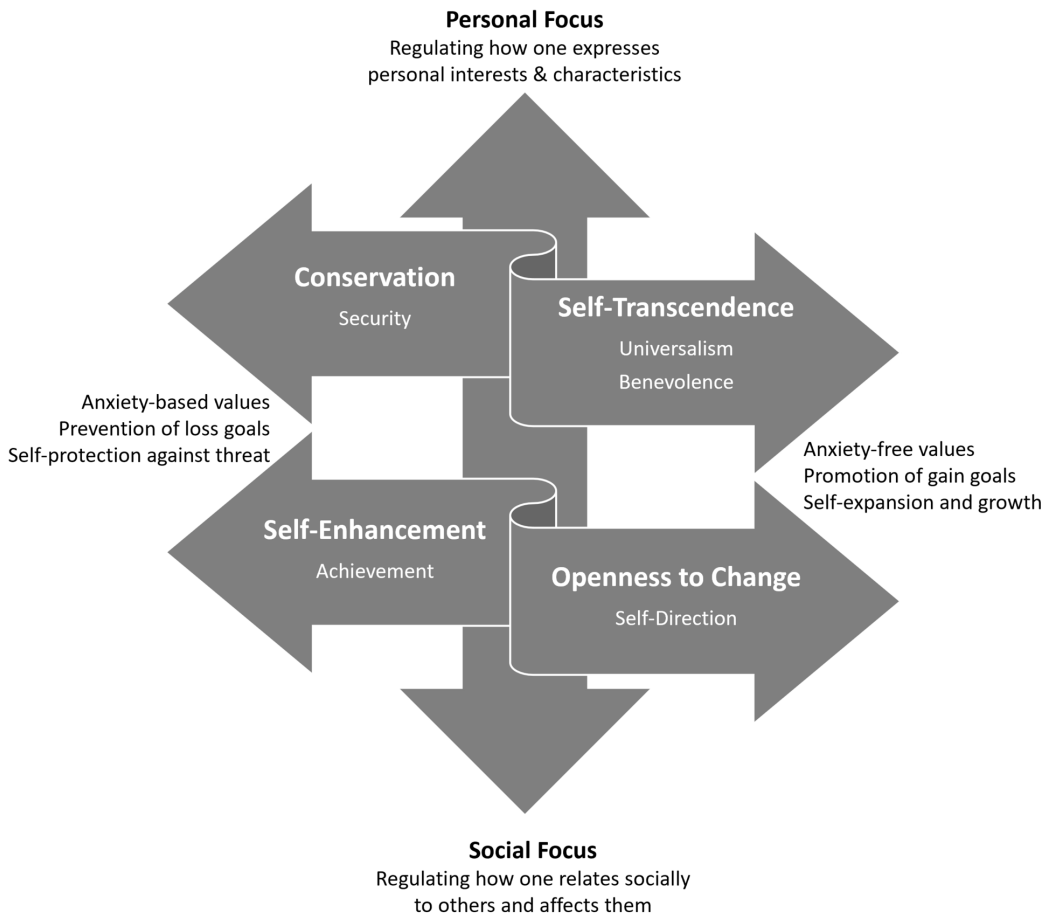 Personal Focus
Regulating how one expresses
personal interests & characteristics
Conservation
Security
Self-Transcendence
Universalism
Benevolence
Anxiety-based values
Prevention of loss goals
Self-protection against threat
Anxiety-free values
Promotion of gain goals
Self-expansion and growth
Self-Enhancement
Achievement
Openness to Change
Self-Direction
Social Focus
Regulating how one relates socially
to others and affects them